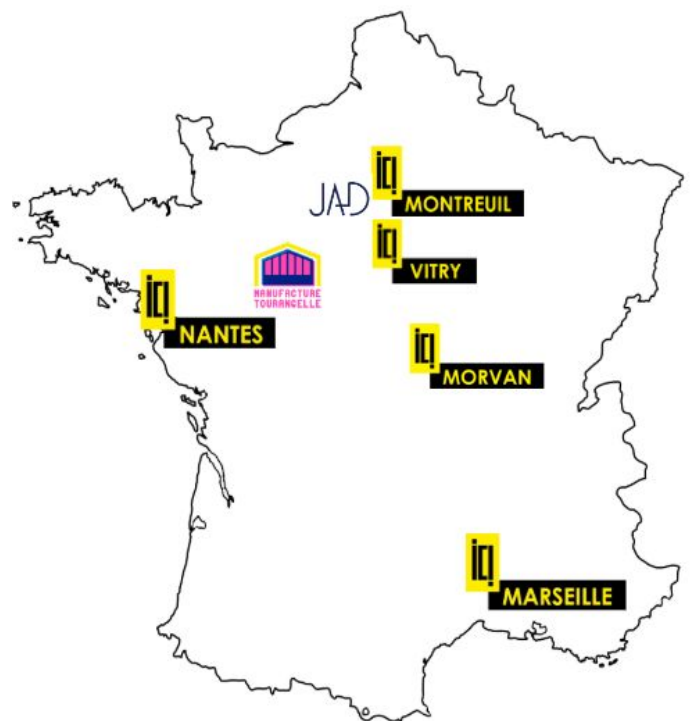 ici
MONTREUIL
JAD
ici
VITRY
MANUFACTURE
TOURANGELLE
ici
NANTES
ici
MORVAN
ici
MARSEILLE